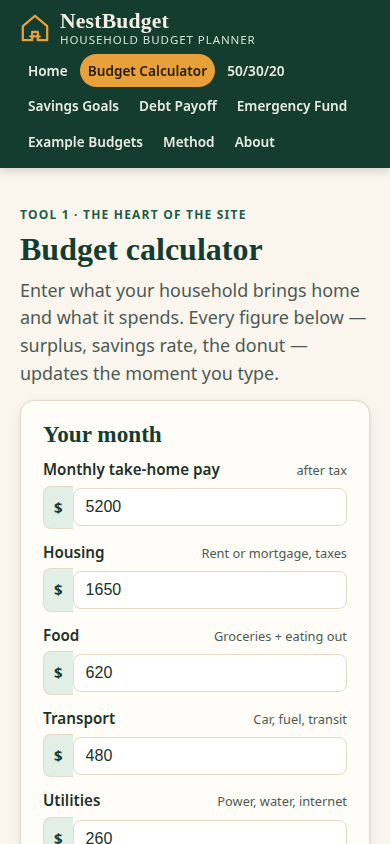 NestBudget
HOUSEHOLD BUDGET PLANNER
Home Budget Calculator 50/30/20
Savings Goals Debt Payoff Emergency Fund
Example Budgets Method About
TOOL 1 · THE HEART OF THE SITE
Budget calculator
Enter what your household brings home
and what it spends. Every figure below —
surplus, savings rate, the donut —
updates the moment you type.
Your month
Monthly take-home pay after tax
$ 5200
Housing Rent or mortgage, taxes
$ 1650
Food Groceries + eating out
$ 620
Transport Car, fuel, transit
$ 480
Utilities Power, water, internet
$ 260